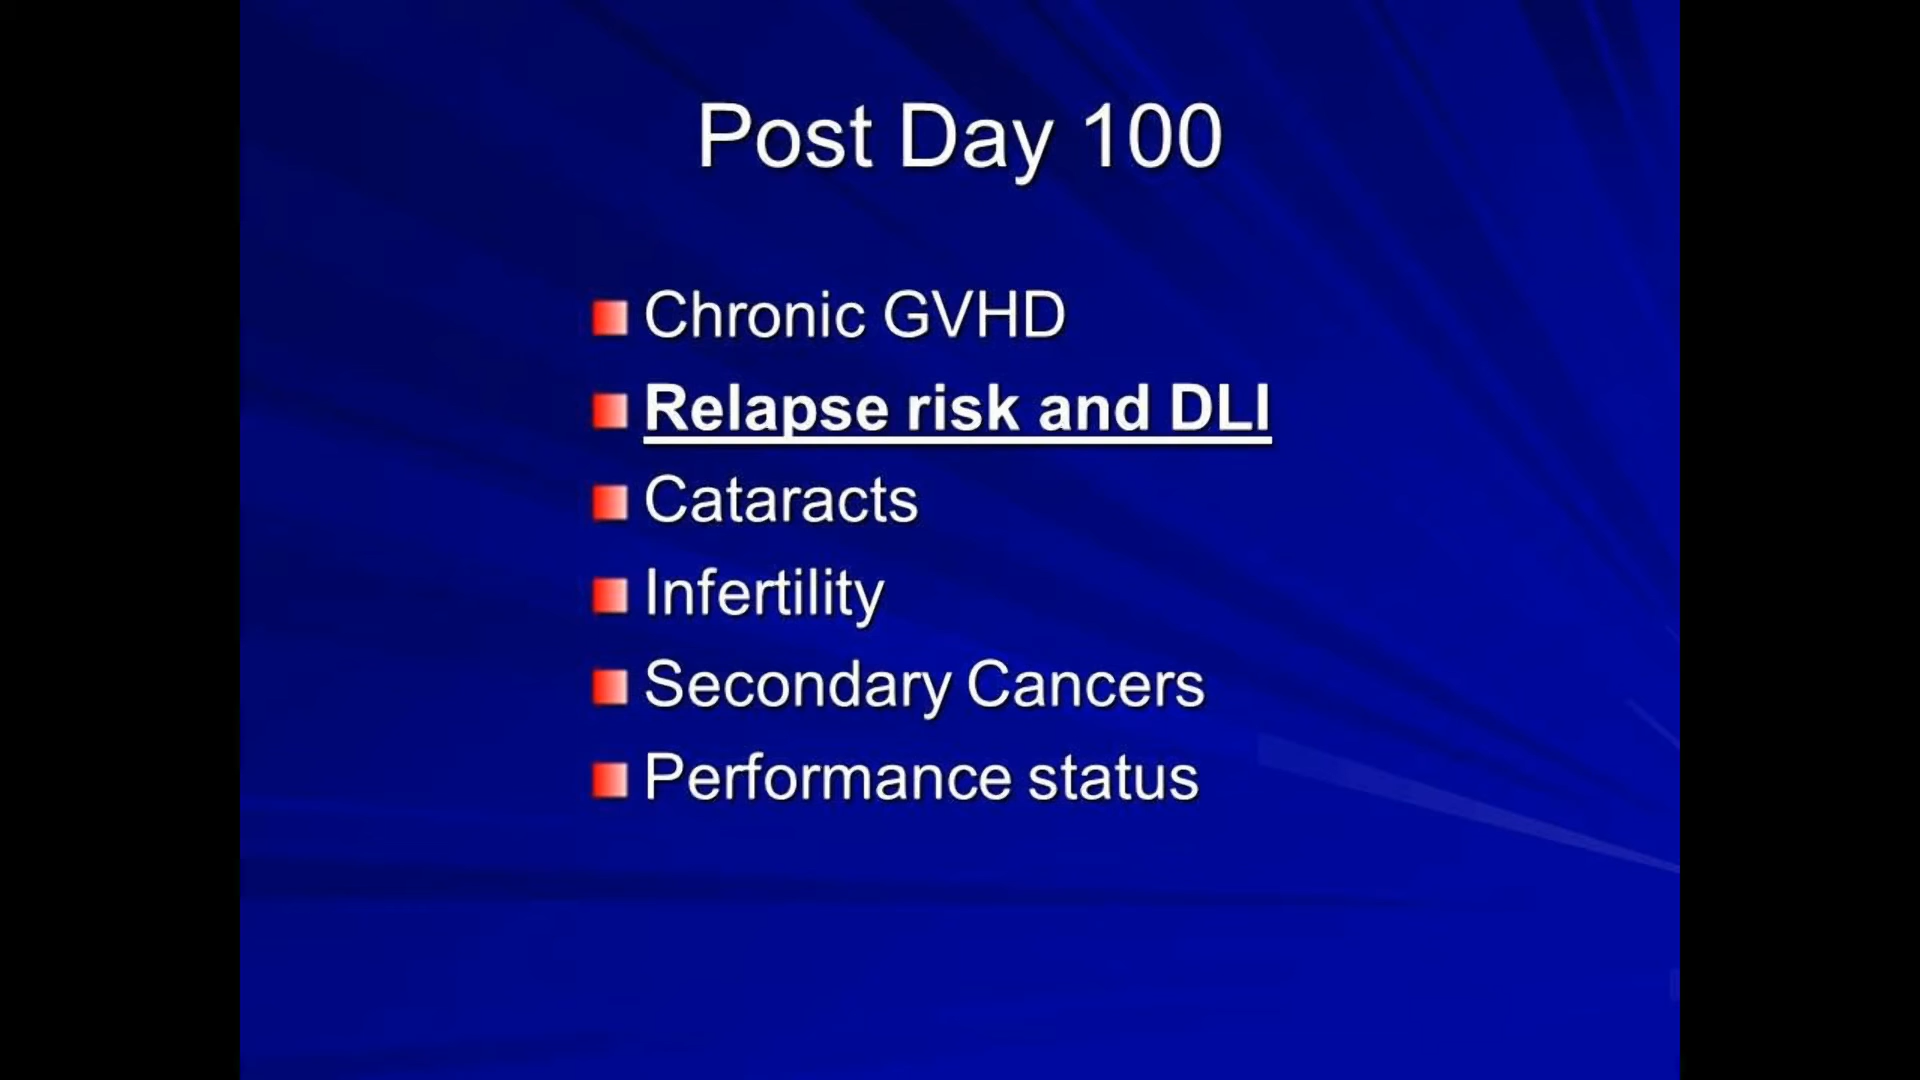 Post Day 100
Chronic GVHD
Relapse risk and DLI
Cataracts
Infertility
Secondary Cancers
Performance status